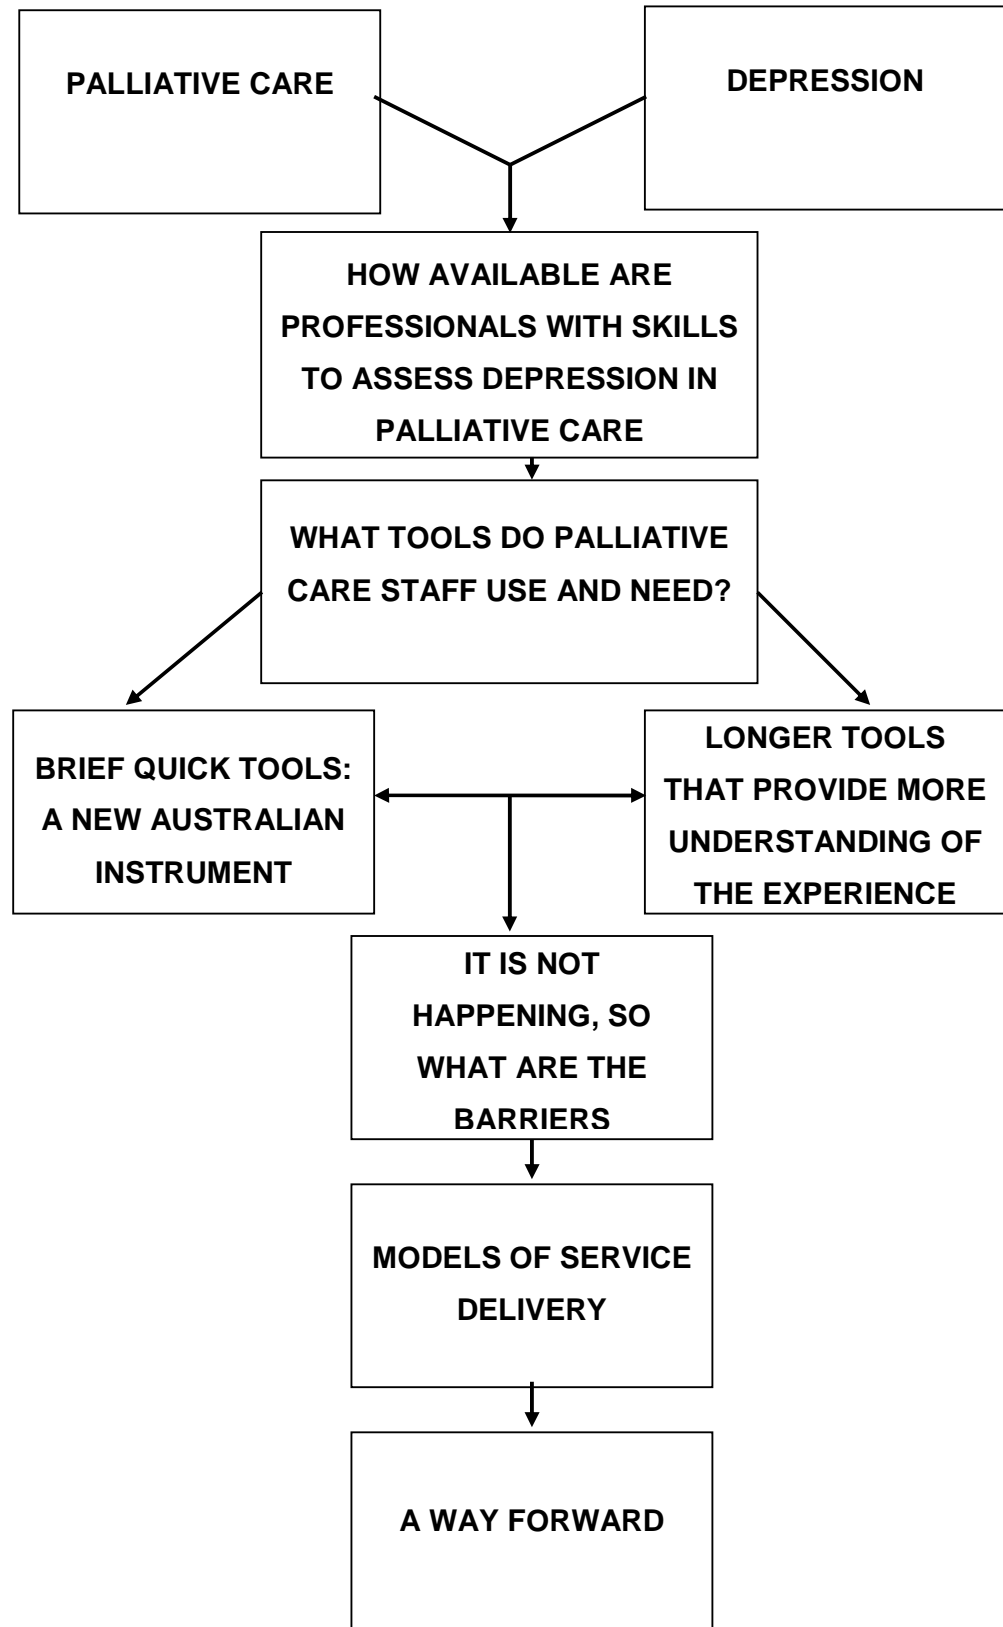 PALLIATIVE CARE
DEPRESSION
HOW AVAILABLE ARE
PROFESSIONALS WITH SKILLS
TO ASSESS DEPRESSION IN
PALLIATIVE CARE
WHAT TOOLS DO PALLIATIVE
CARE STAFF USE AND NEED?
BRIEF QUICK TOOLS:
A NEW AUSTRALIAN
INSTRUMENT
LONGER TOOLS
THAT PROVIDE MORE
UNDERSTANDING OF
THE EXPERIENCE
IT IS NOT
HAPPENING, SO
WHAT ARE THE
BARRIERS
MODELS OF SERVICE
DELIVERY
A WAY FORWARD